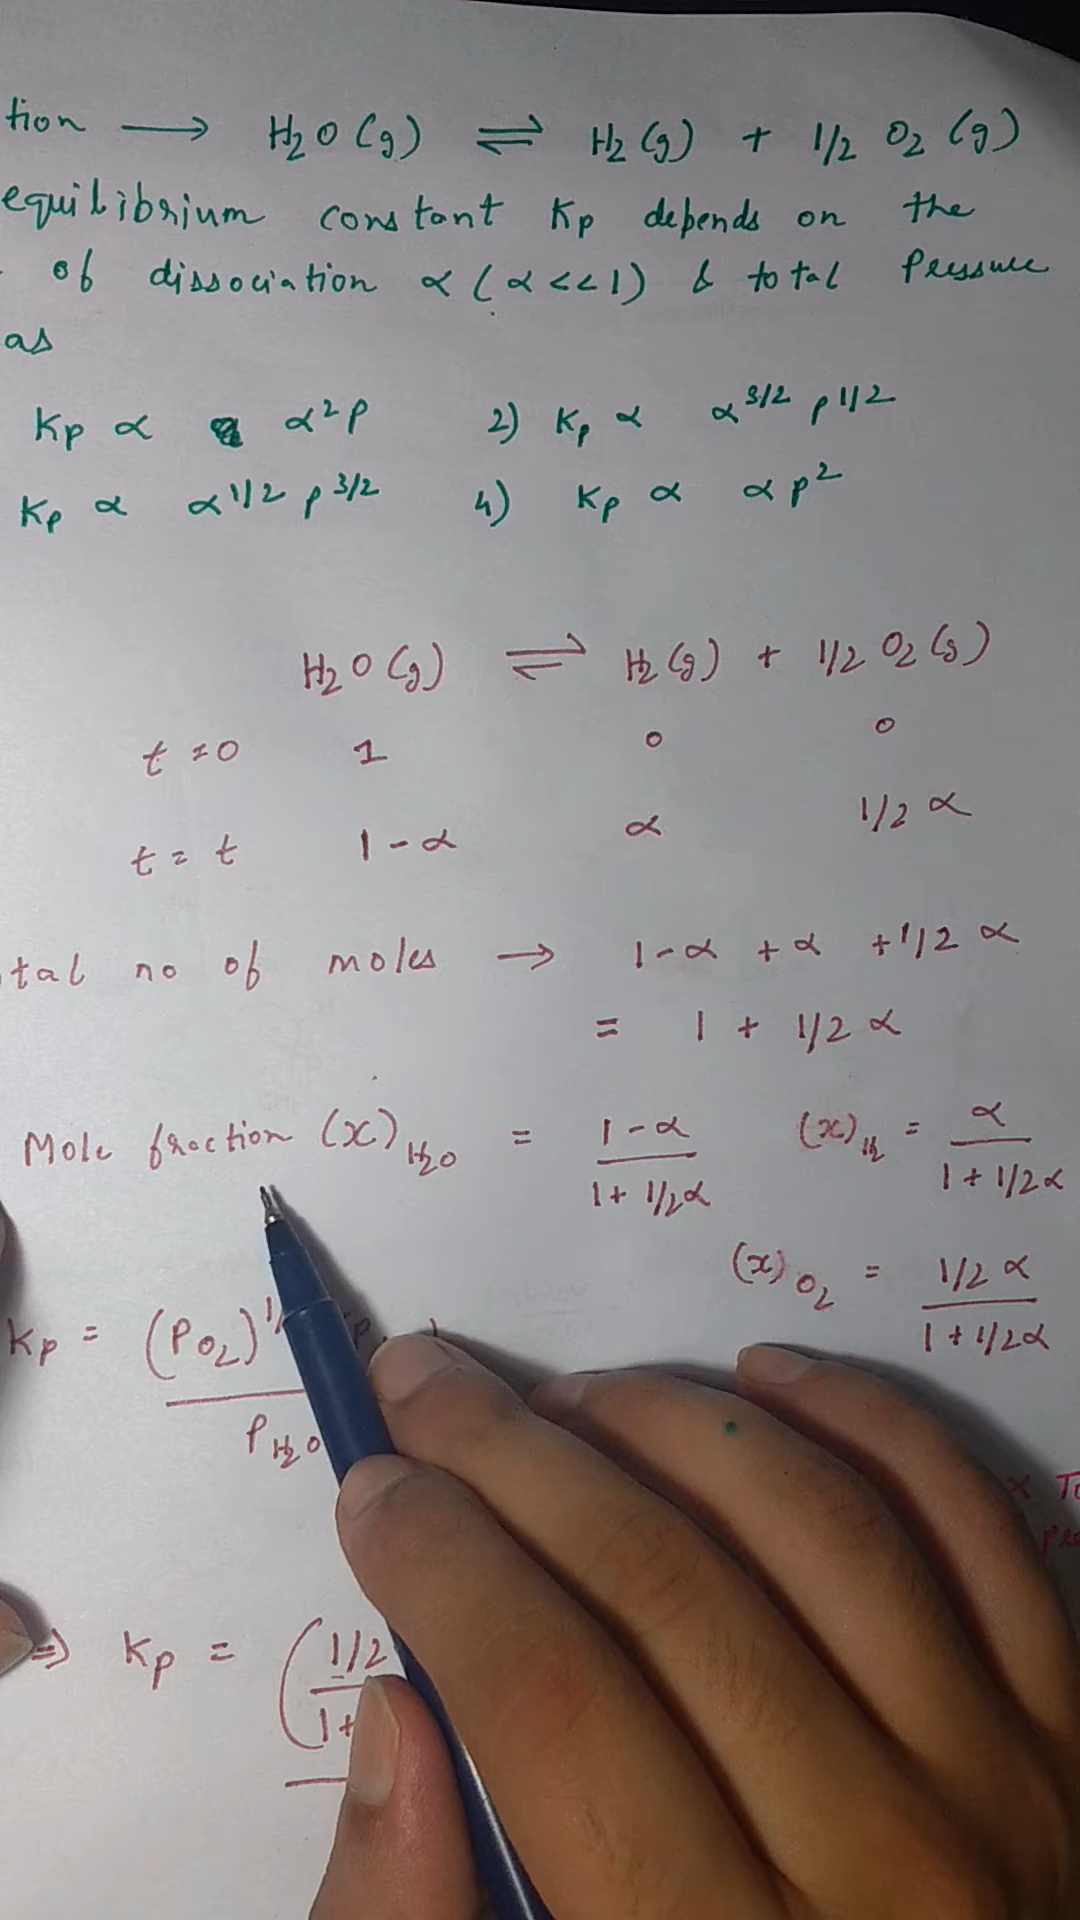 tion → H2O (g) ⇌ H2 (g) + 1/2 O2 (g)
equilibrium constant Kp depends on the
of dissociation α (α <<1) & total Pressure
as
Kp ∝ α²P 2) Kp ∝ α^3/2 P^1/2
Kp ∝ α^1/2 P^3/2 4) Kp ∝ α P²
H2O (g) ⇌ H2 (g) + 1/2 O2 (g)
t = 0 1 0 0
t = t 1-α α 1/2 α
tal no of moles → 1-α + α + 1/2 α
= 1 + 1/2 α
Mole fraction (x)H2O = 1-α / 1+1/2α (x)H2 = α / 1+1/2α
(x)O2 = 1/2 α / 1+1/2α
Kp = (PO2)
PH2O
⇒ Kp = ( 1/2
1+